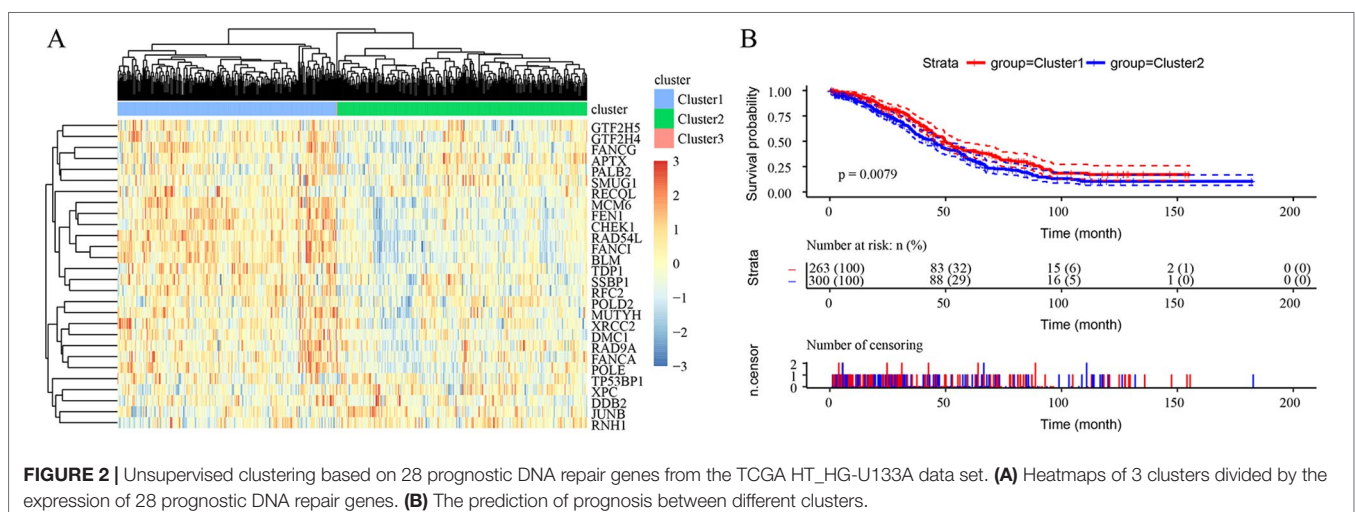 A
cluster
Cluster1
Cluster2
Cluster3
cluster
3
2
1
0
−1
−2
−3
GTF2H5
GTF2H4
FANCG
APTX
PALB2
SMUG1
RECQL
MCM6
FEN1
CHEK1
RAD54L
FANCI
BLM
TDP1
SSBP1
RFC2
POLD2
MUTYH
XRCC2
DMC1
RAD9A
FANCA
POLE
TP53BP1
XPC
DDB2
JUNB
RNH1
B
Strata group=Cluster1 group=Cluster2
Survival probability
1.00
0.75
0.50
0.25
0.00
p = 0.0079
0 50 100 150 200
Time (month)
Number at risk: n (%)
Strata
263 (100) 83 (32) 15 (6) 2 (1) 0 (0)
300 (100) 88 (29) 16 (5) 1 (0) 0 (0)
0 50 100 150 200
Time (month)
Number of censoring
n.censor
2
1
0
0 50 100 150 200
Time (month)
FIGURE 2 | Unsupervised clustering based on 28 prognostic DNA repair genes from the TCGA HT_HG-U133A data set. (A) Heatmaps of 3 clusters divided by the
expression of 28 prognostic DNA repair genes. (B) The prediction of prognosis between different clusters.